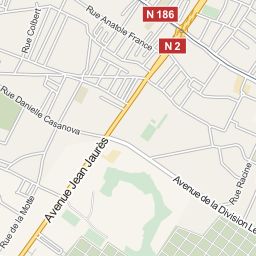 N 186
Rue Anatole France
Rue Colbert
N 2
Rue Danielle Casanova
Avenue Jean Jaurès
Rue de la Motte
Avenue de la Division Le
Rue Racine